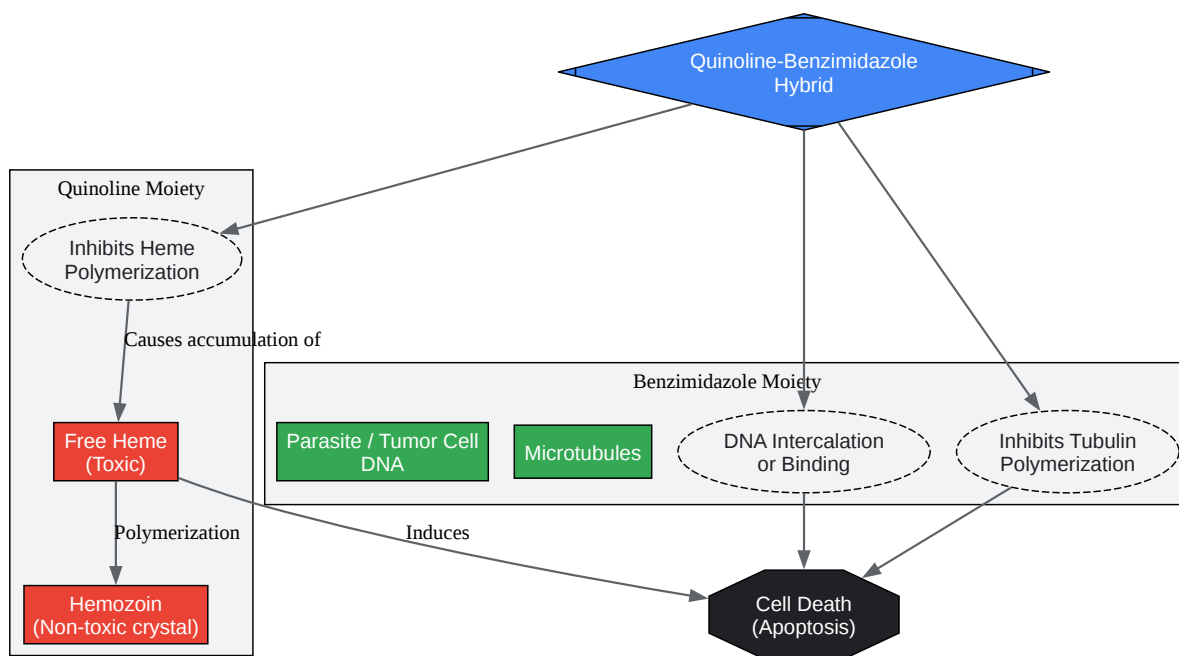 Quinoline-Benzimidazole
Hybrid
Quinoline Moiety
Inhibits Heme
Polymerization
Causes accumulation of
Benzimidazole Moiety
Free Heme
(Toxic)
Parasite / Tumor Cell
DNA
Microtubules
DNA Intercalation
or Binding
Inhibits Tubulin
Polymerization
Polymerization
Induces
Hemozoin
(Non-toxic crystal)
Cell Death
(Apoptosis)